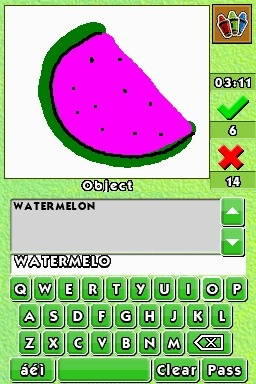 03:11
6
14
Object
WATERMELON
WATERMELO
Q W E R T Y U I O P
A S D F G H J K L
Z X C V B N M
áéì Clear Pass